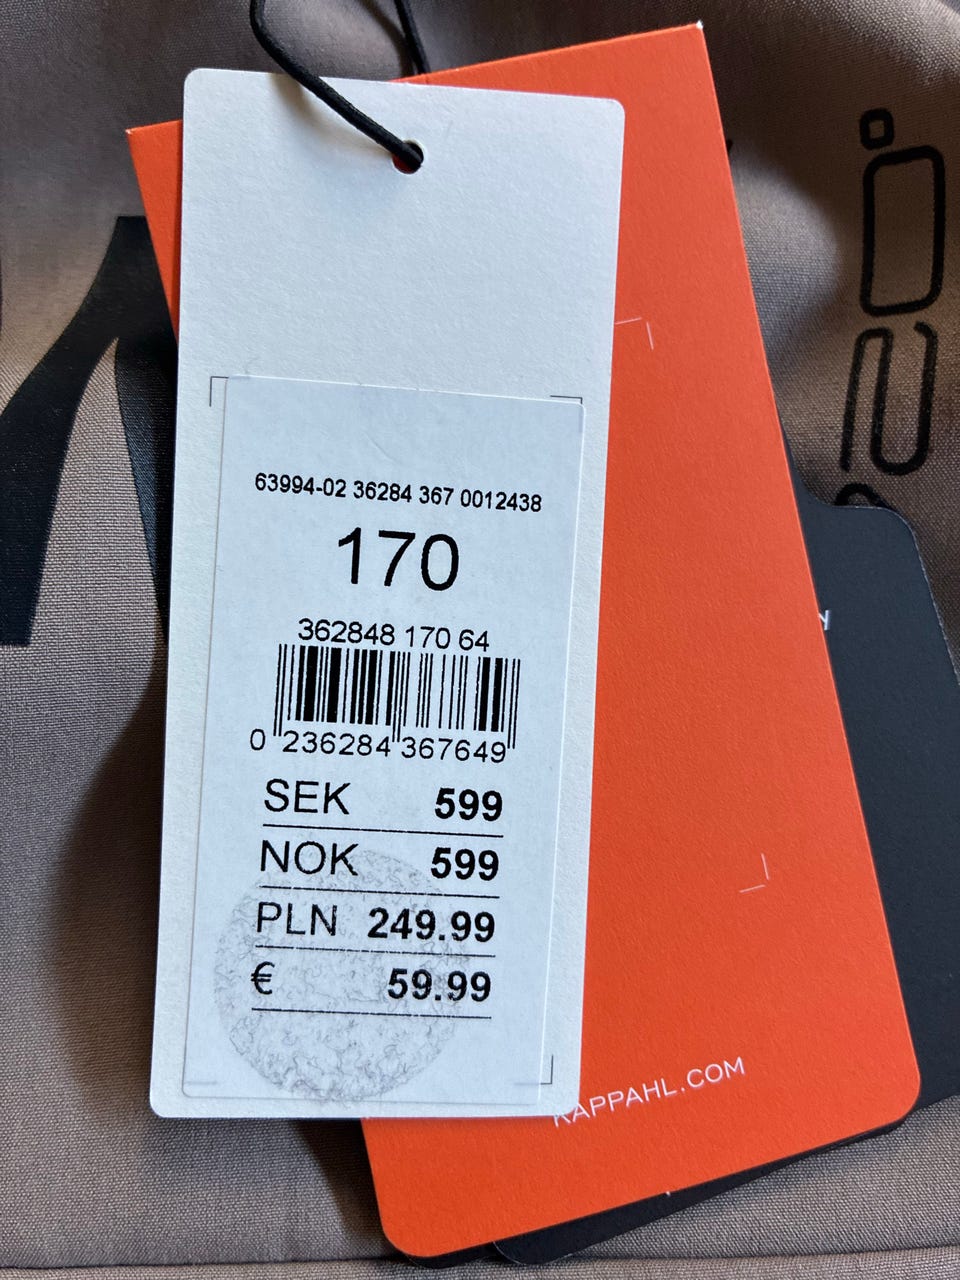 63994-02 36284 367 0012438
170
362848 170 64
0 236284 367649
SEK 599
NOK 599
PLN 249.99
€ 59.99
KAPPAHL.COM